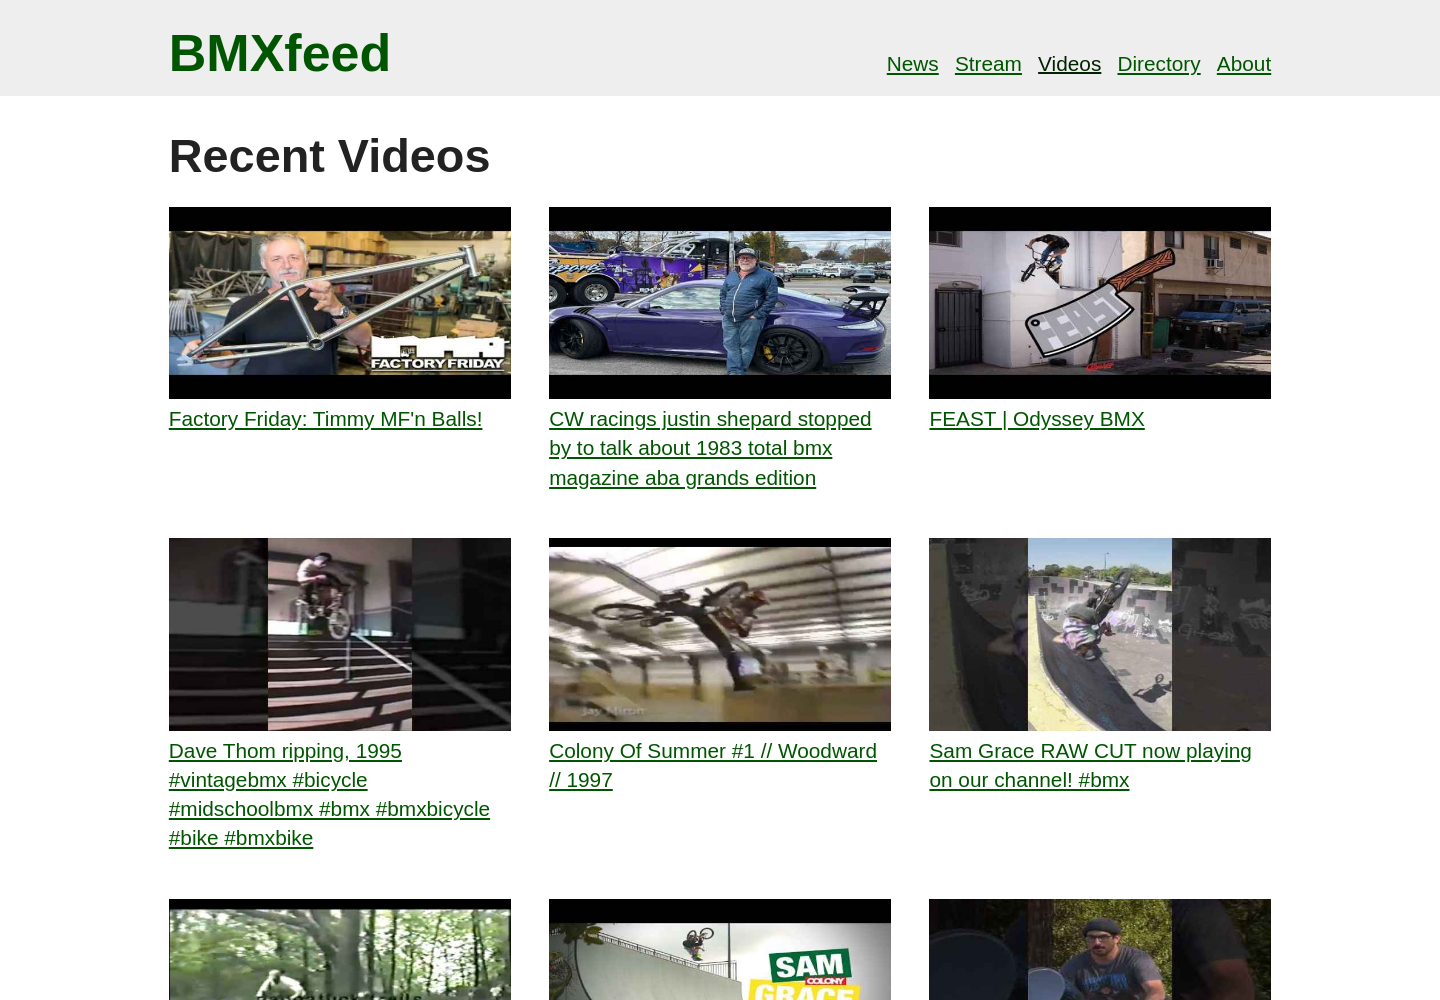 BMXfeed
News Stream Videos Directory About
Recent Videos
FACTORY FRIDAY
FEAST
Factory Friday: Timmy MF'n Balls!
CW racings justin shepard stopped
by to talk about 1983 total bmx
magazine aba grands edition
FEAST | Odyssey BMX
Jay Miron
Dave Thom ripping, 1995
#vintagebmx #bicycle
#midschoolbmx #bmx #bmxbicycle
#bike #bmxbike
Colony Of Summer #1 // Woodward
// 1997
Sam Grace RAW CUT now playing
on our channel! #bmx
SAM
COLONY
GRACE